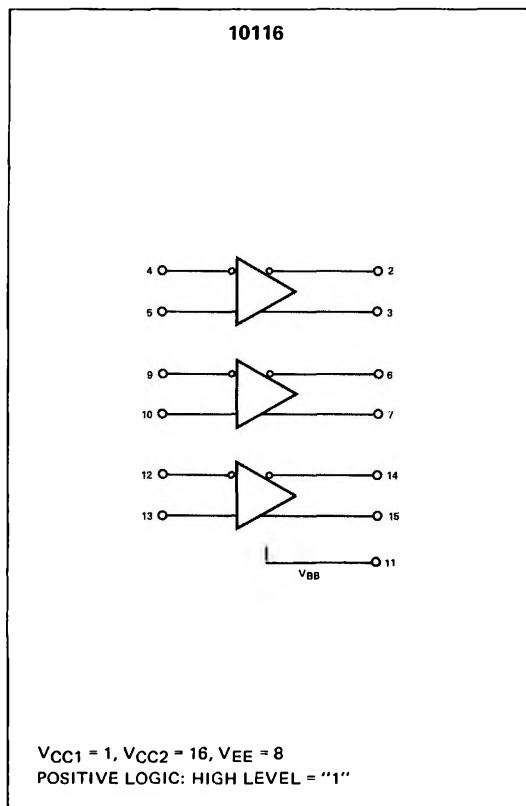 10116
4 2
5 3
9 6
10 7
12 14
13 15
VBB 11
VCC1 = 1, VCC2 = 16, VEE = 8
POSITIVE LOGIC: HIGH LEVEL = "1"